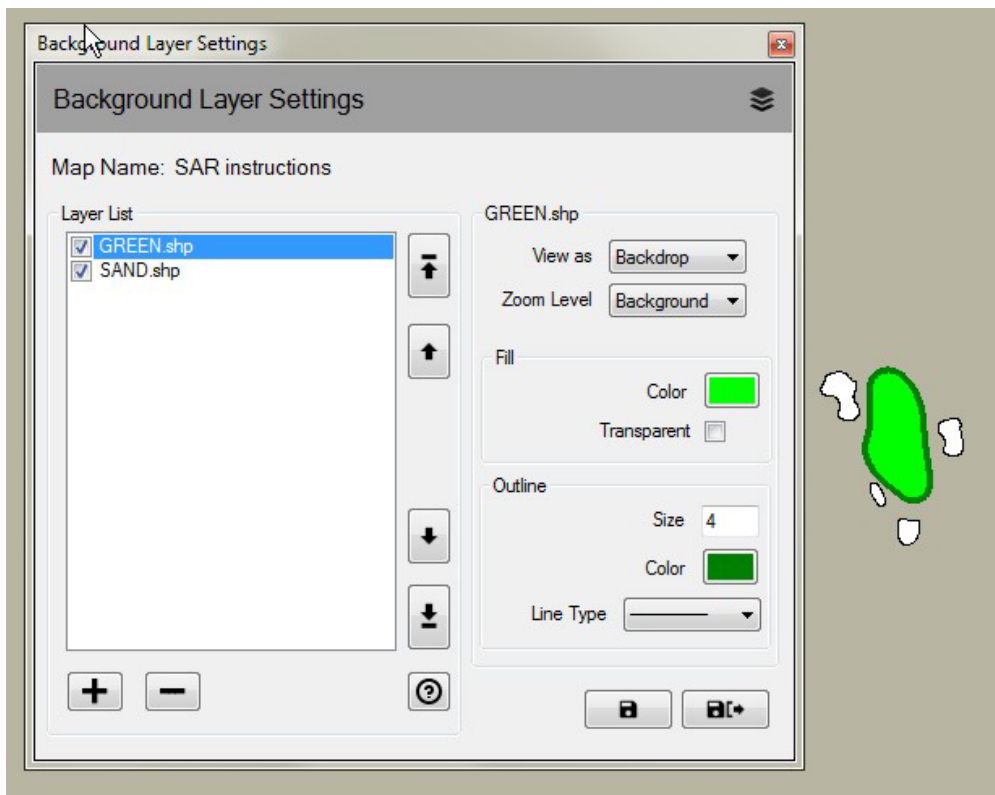 Background Layer Settings
Background Layer Settings
Map Name: SAR instructions
Layer List
GREEN.shp
SAND.shp
GREEN.shp
View as Backdrop
Zoom Level Background
Fill
Color
Transparent
Outline
Size 4
Color
Line Type